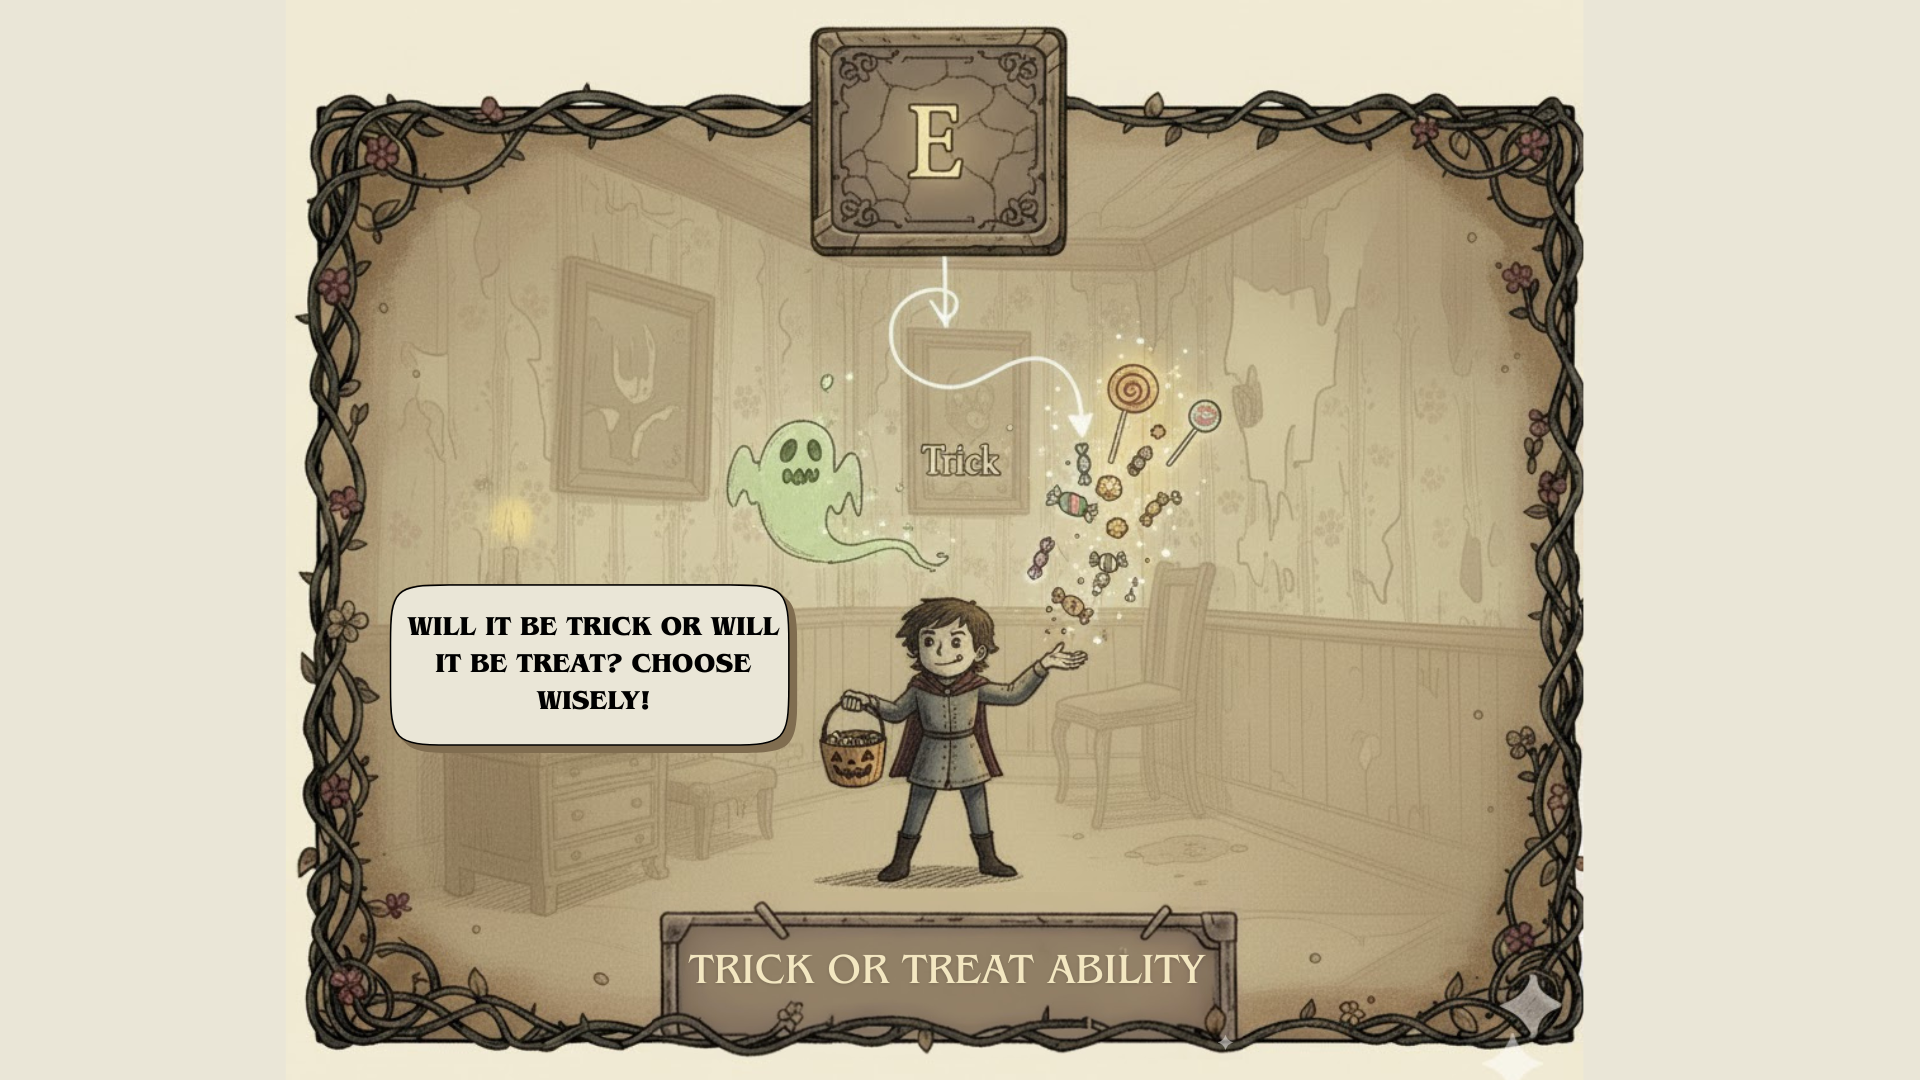 E
Trick
WILL IT BE TRICK OR WILL
IT BE TREAT? CHOOSE
WISELY!
TRICK OR TREAT ABILITY